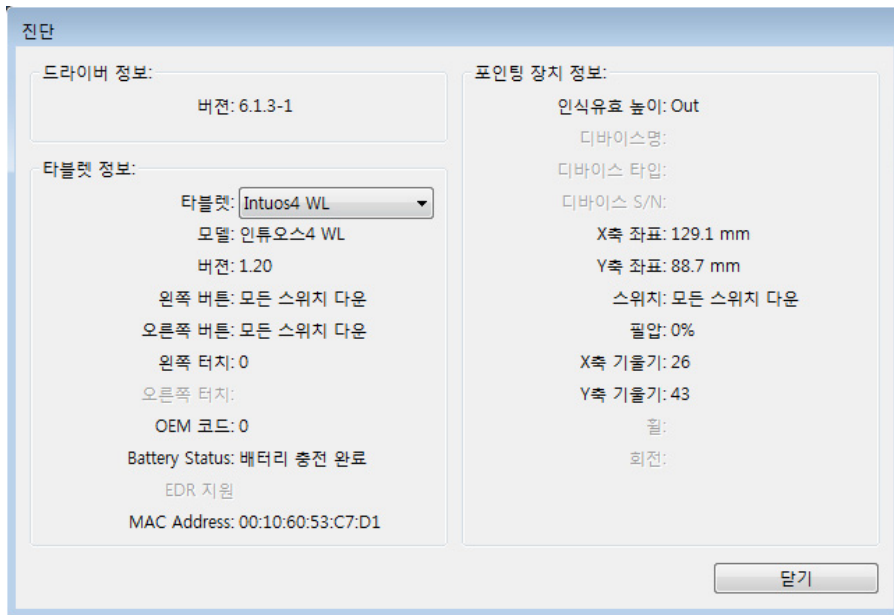 진단
드라이버 정보:
버젼: 6.1.3-1
타블렛 정보:
타블렛: Intuos4 WL
모델: 인튜오스4 WL
버젼: 1.20
왼쪽 버튼: 모든 스위치 다운
오른쪽 버튼: 모든 스위치 다운
왼쪽 터치: 0
오른쪽 터치:
OEM 코드: 0
Battery Status: 배터리 충전 완료
EDR 지원
MAC Address: 00:10:60:53:C7:D1
포인팅 장치 정보:
인식유효 높이: Out
디바이스명:
디바이스 타입:
디바이스 S/N:
X축 좌표: 129.1 mm
Y축 좌표: 88.7 mm
스위치: 모든 스위치 다운
필압: 0%
X축 기울기: 26
Y축 기울기: 43
휠:
회전:
닫기